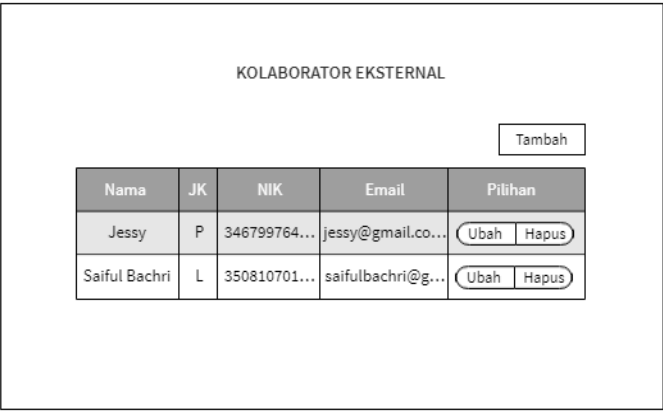 KOLABORATOR EKSTERNAL
Tambah
Nama JK NIK Email Pilihan
Jessy P 346799764... jessy@gmail.co... Ubah Hapus
Saiful Bachri L 350810701... saifulbachri@g... Ubah Hapus